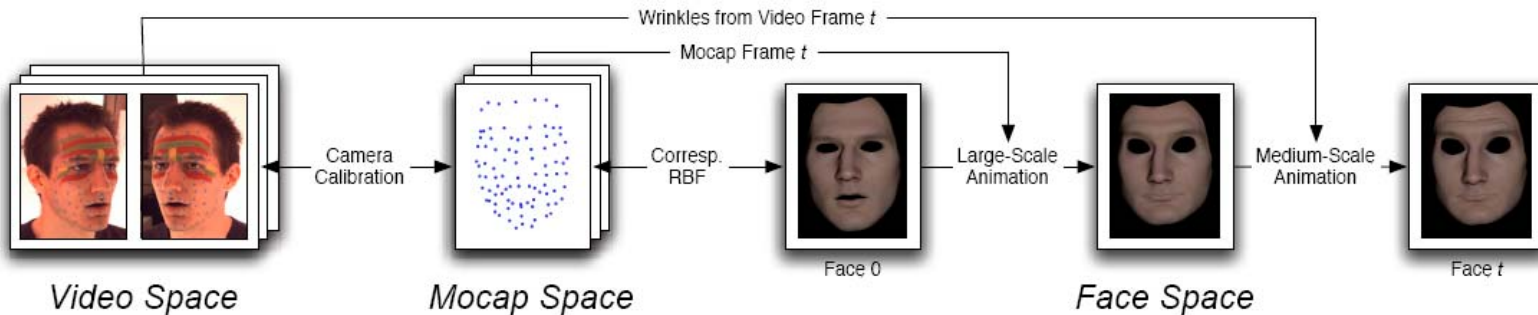 Wrinkles from Video Frame t
Mocap Frame t
Camera
Calibration
Corresp.
RBF
Large-Scale
Animation
Medium-Scale
Animation
Face 0
Face t
Video Space
Mocap Space
Face Space